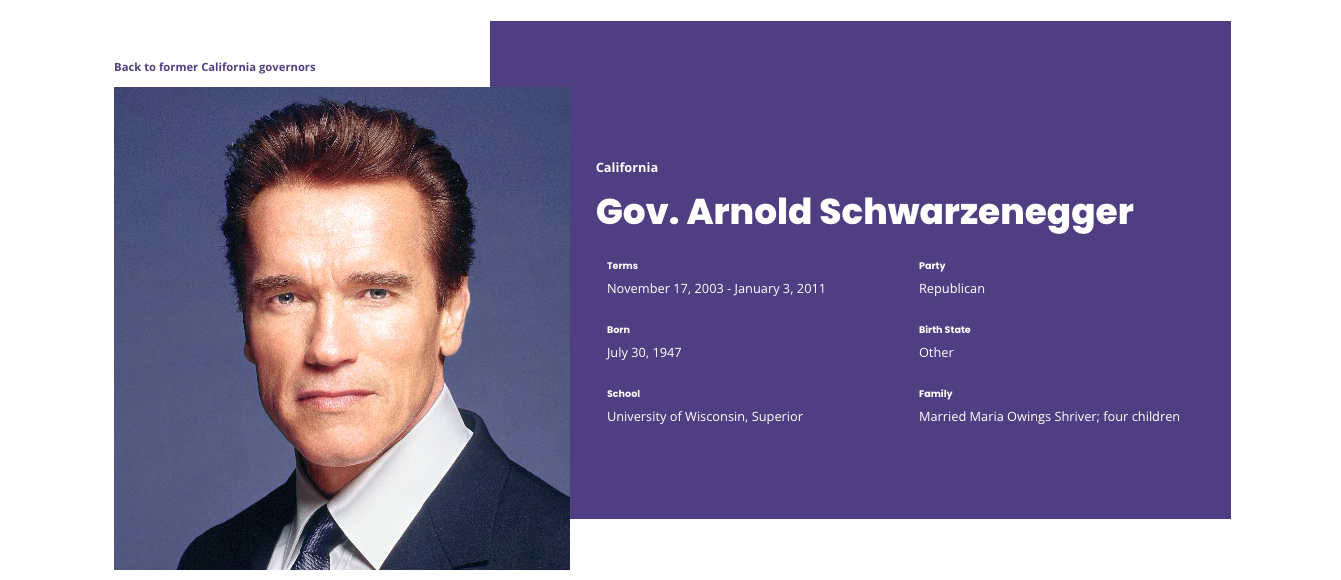 Back to former California governors
California
Gov. Arnold Schwarzenegger
Terms
November 17, 2003 - January 3, 2011
Party
Republican
Born
July 30, 1947
Birth State
Other
School
University of Wisconsin, Superior
Family
Married Maria Owings Shriver; four children